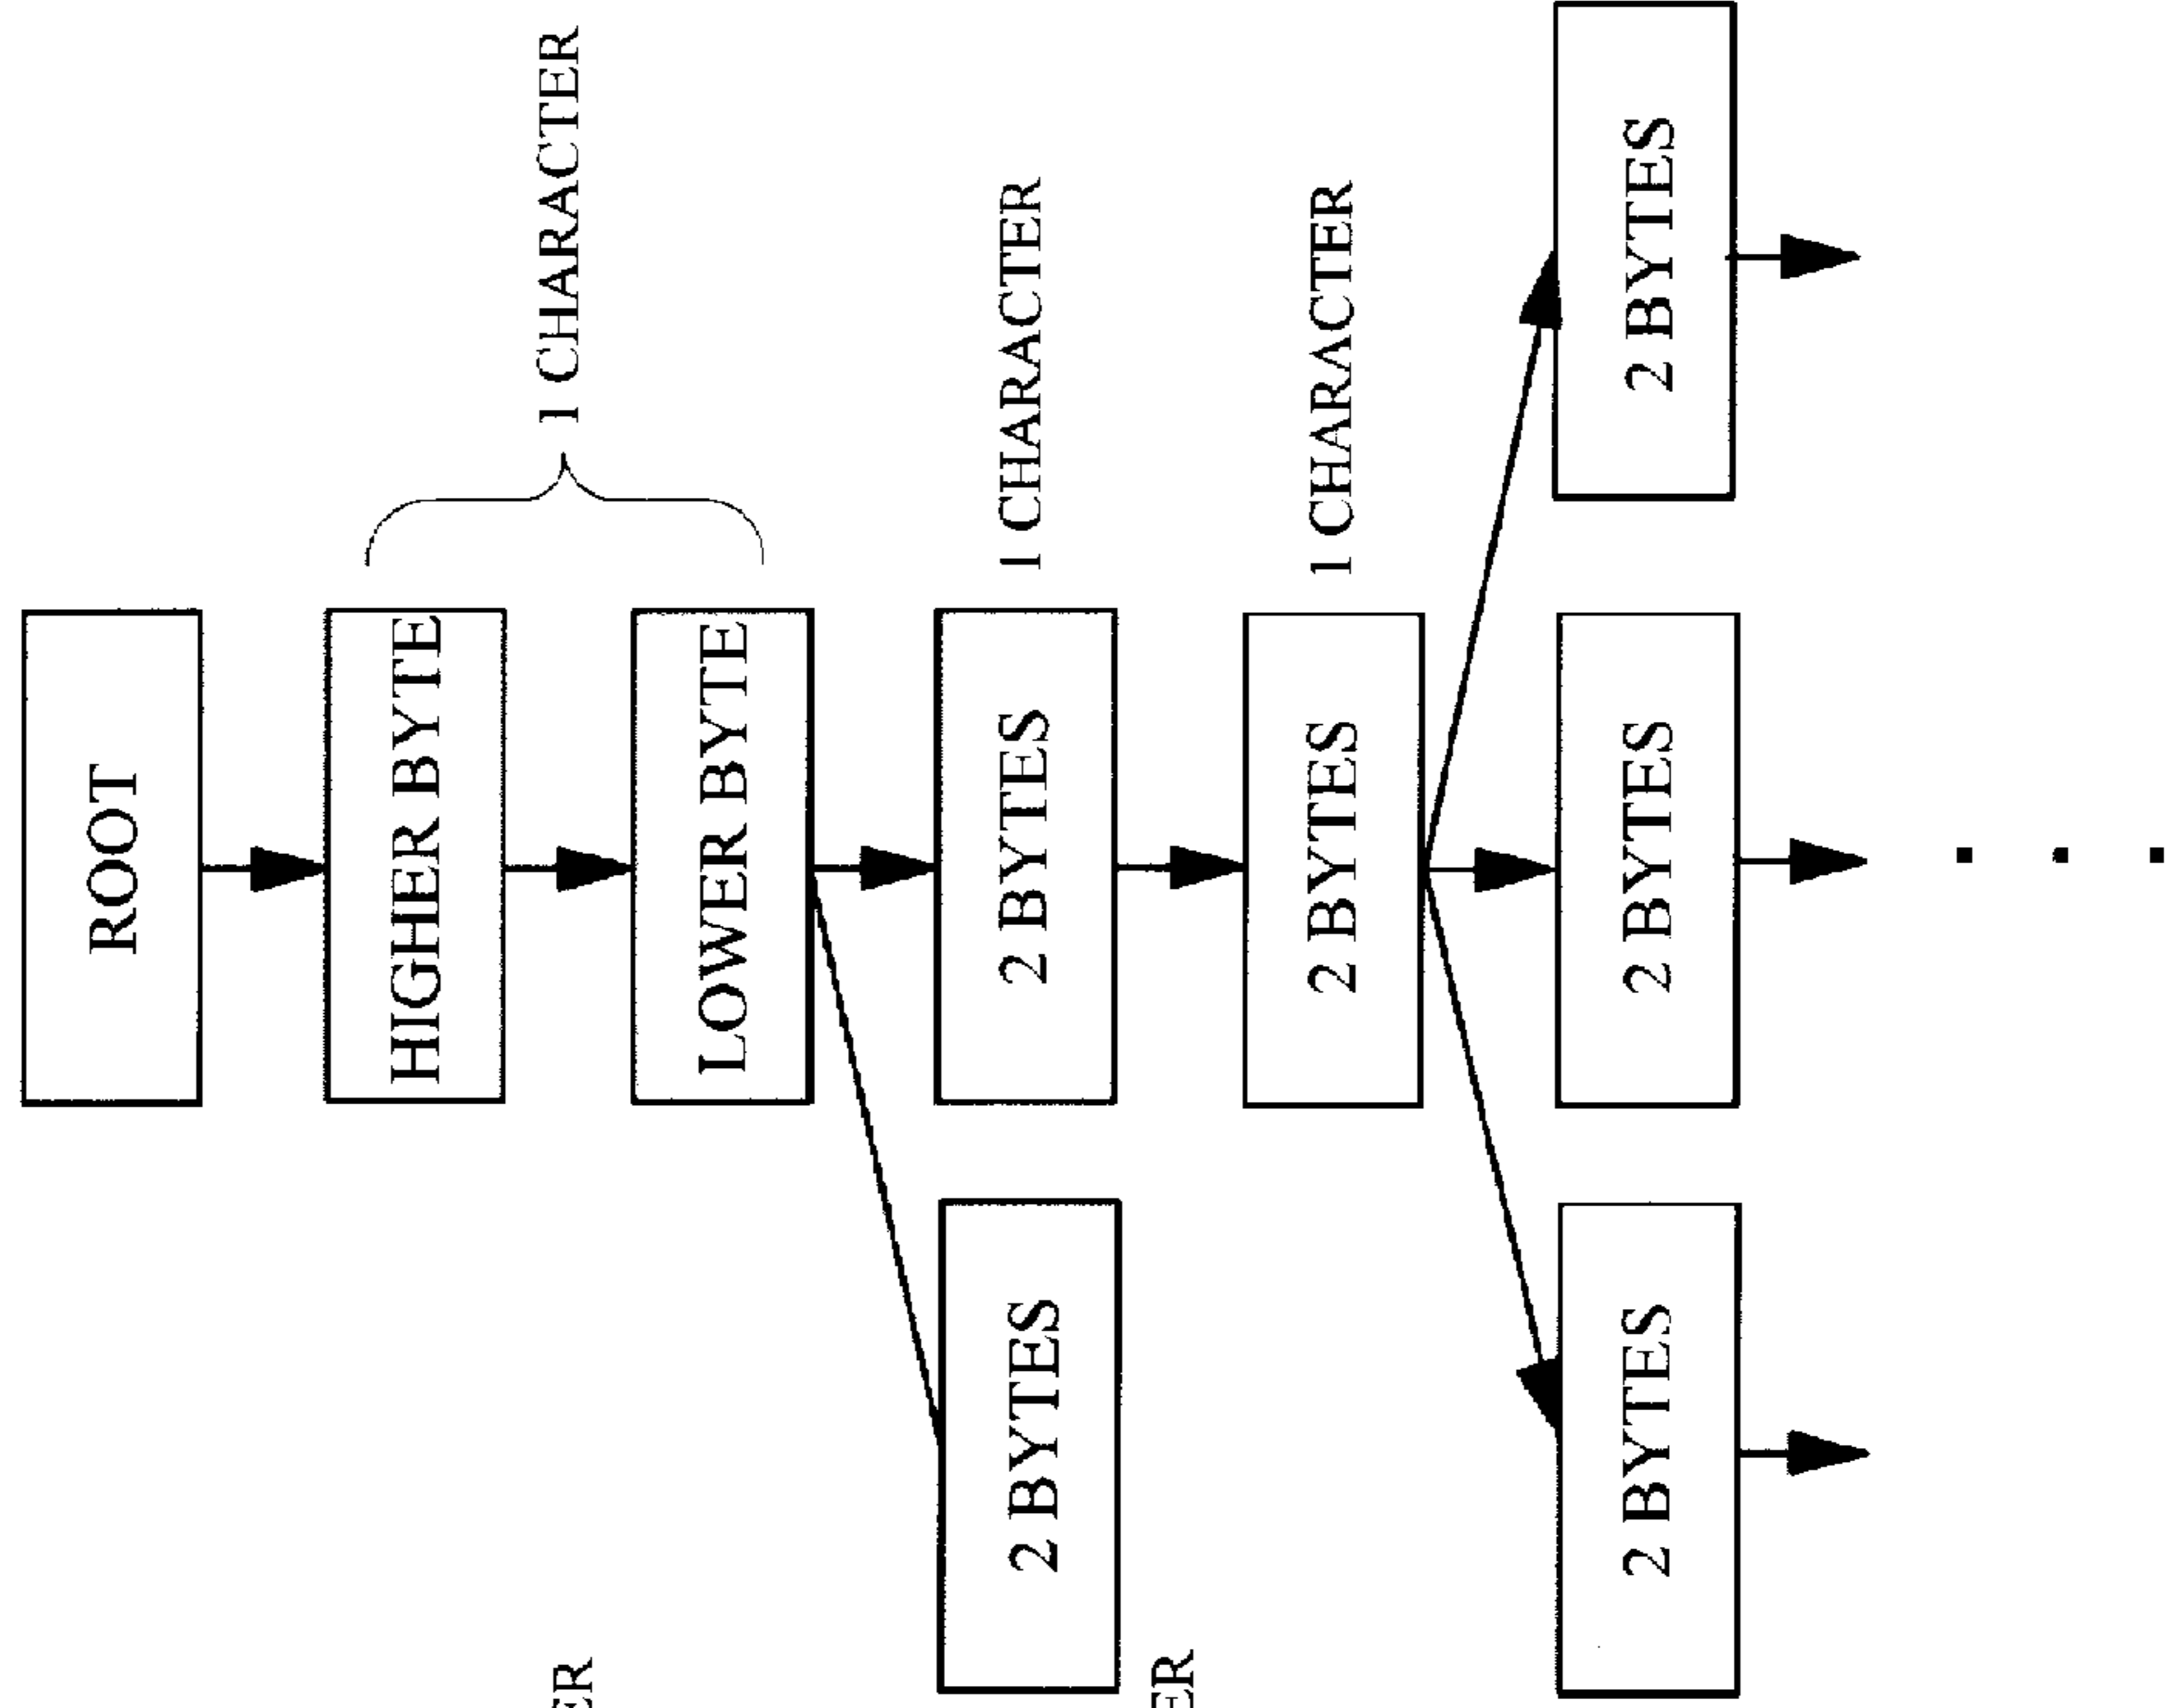 ROOT
HIGHER BYTE
1 CHARACTER
LOWER BYTE
2 BYTES
2 BYTES
1 CHARACTER
2 BYTES
1 CHARACTER
2 BYTES
2 BYTES
2 BYTES